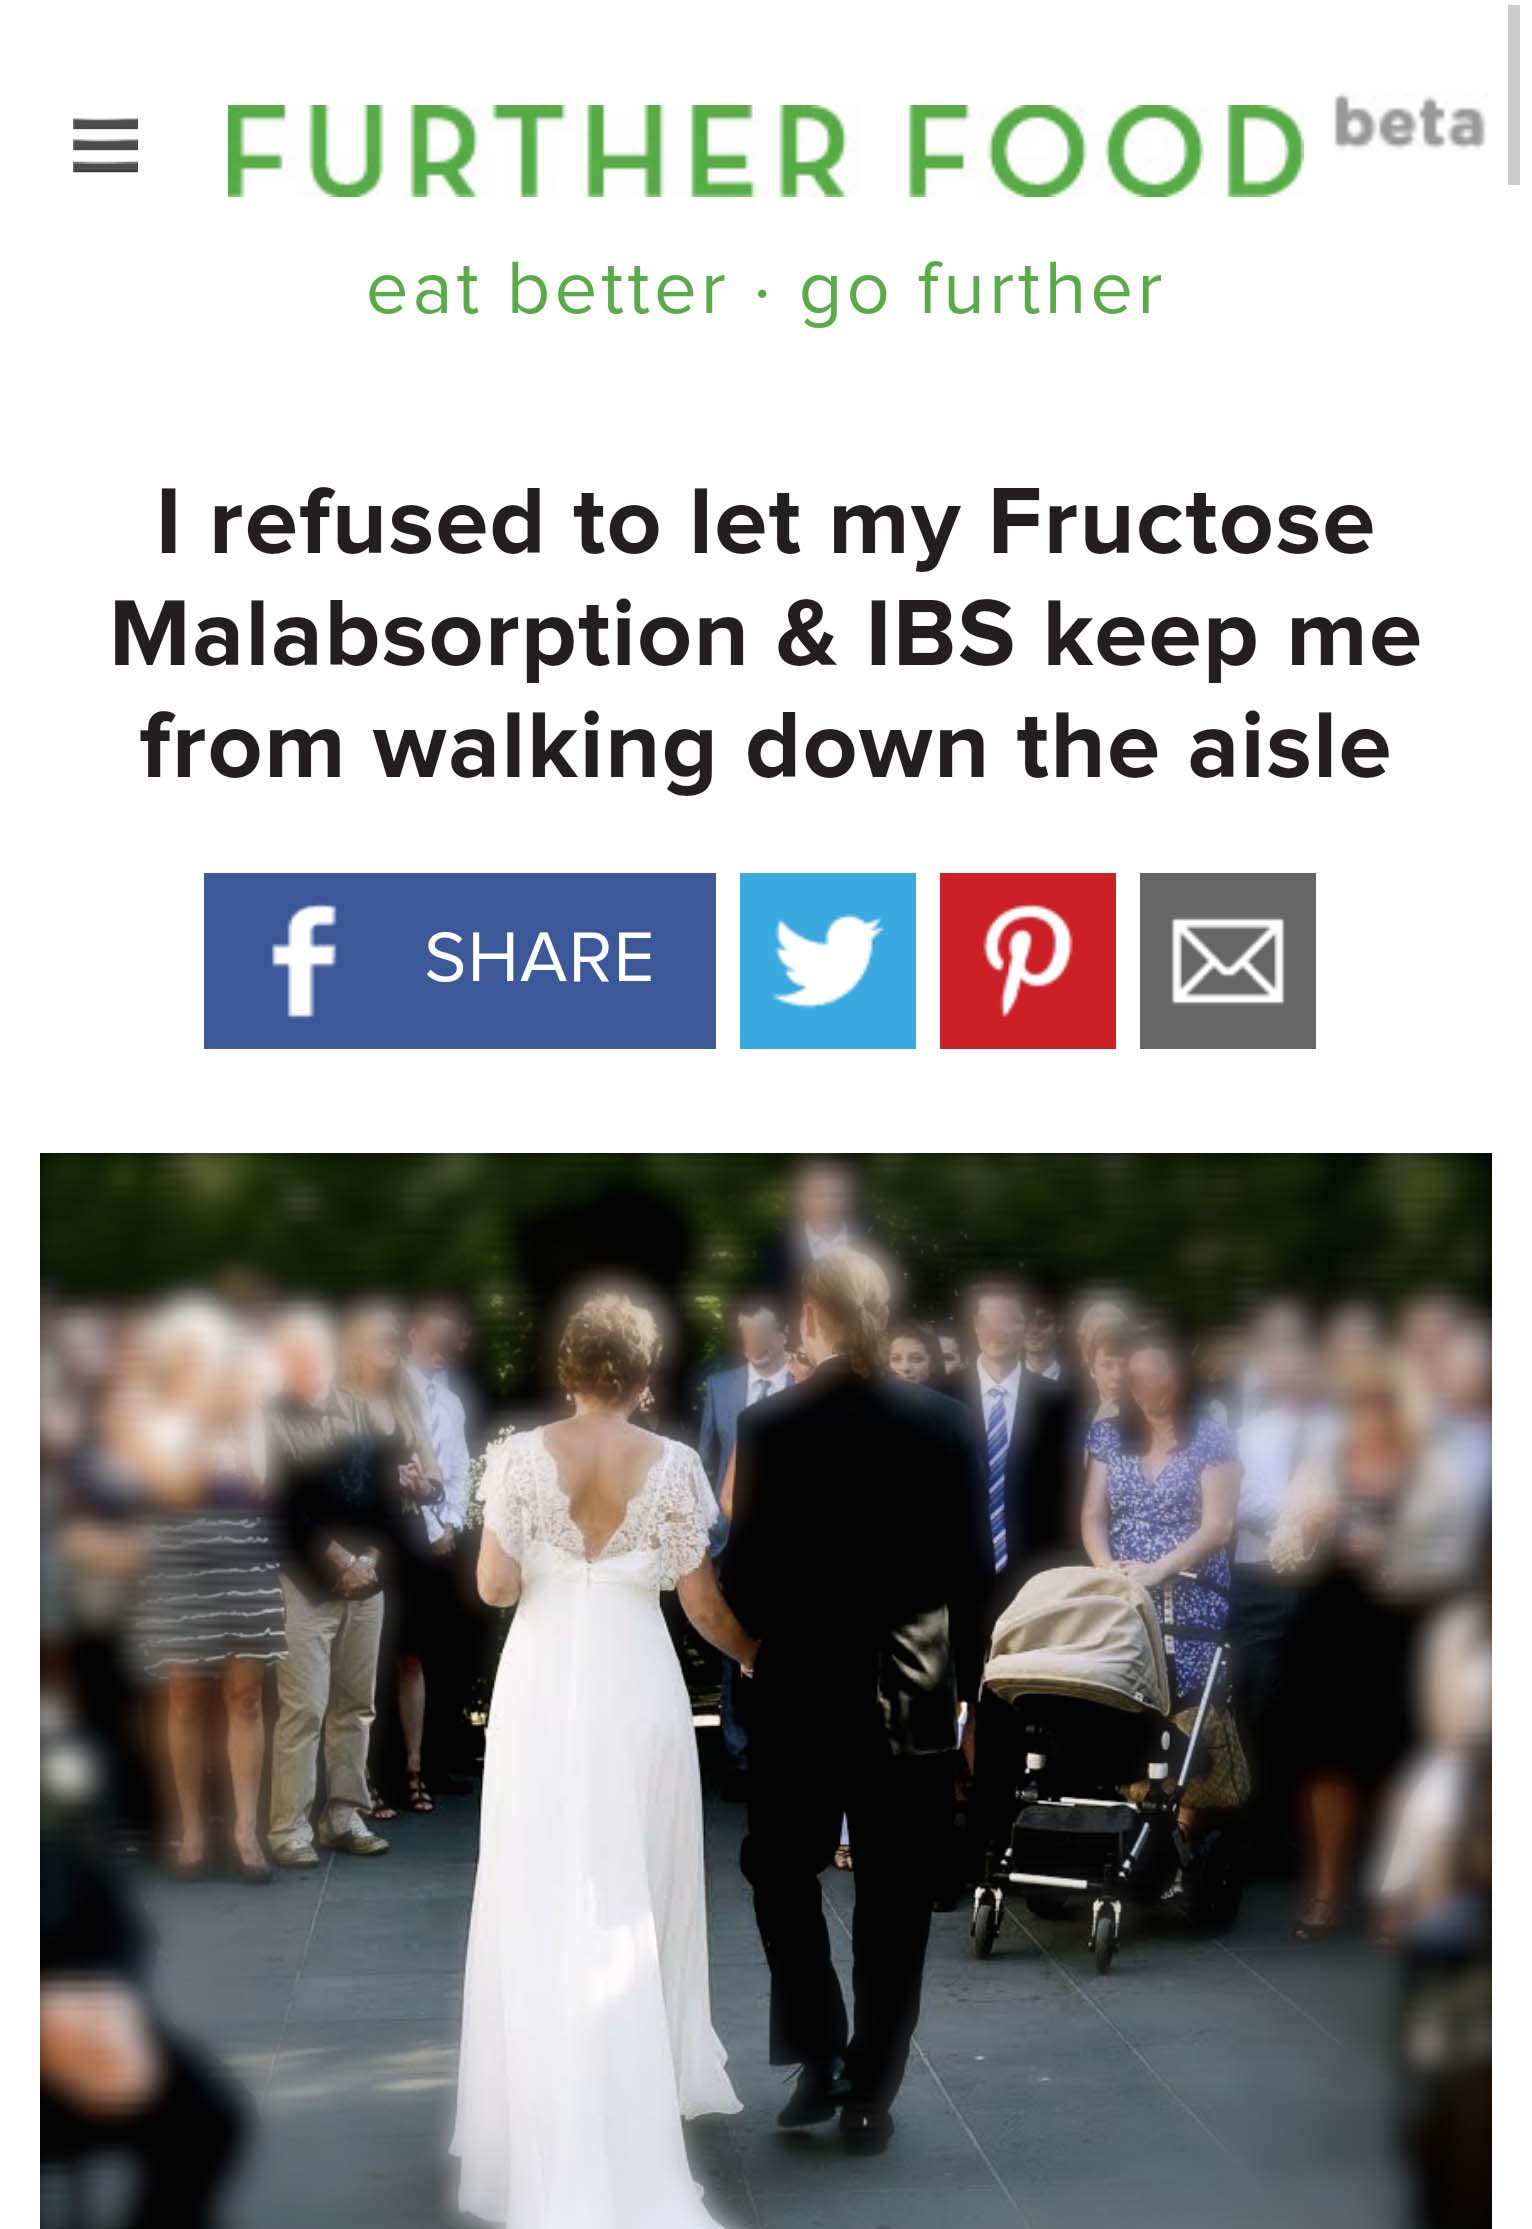 FURTHER FOOD beta
eat better · go further
I refused to let my Fructose
Malabsorption & IBS keep me
from walking down the aisle
f SHARE